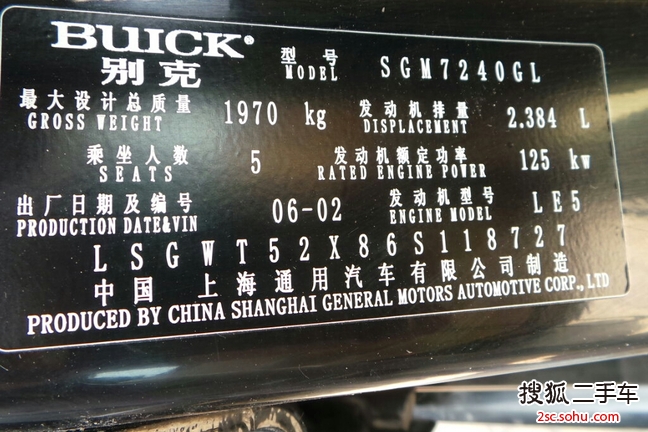 BUICK®
别克
型号 SGM7240GL
MODEL
最大设计总质量 1970 kg 发动机排量 2.384 L
GROSS WEIGHT DISPLACEMENT
乘坐人数 5 发动机额定功率 125 kw
SEATS RATED ENGINE POWER
出厂日期及编号 06-02 发动机型号 LE5
PRODUCTION DATE&VIN ENGINE MODEL
LSGWT52X86S118727
中国 上海通用汽车有限公司制造
PRODUCED BY CHINA SHANGHAI GENERAL MOTORS AUTOMOTIVE CORP., LTD
搜狐二手车
2sc.sohu.com